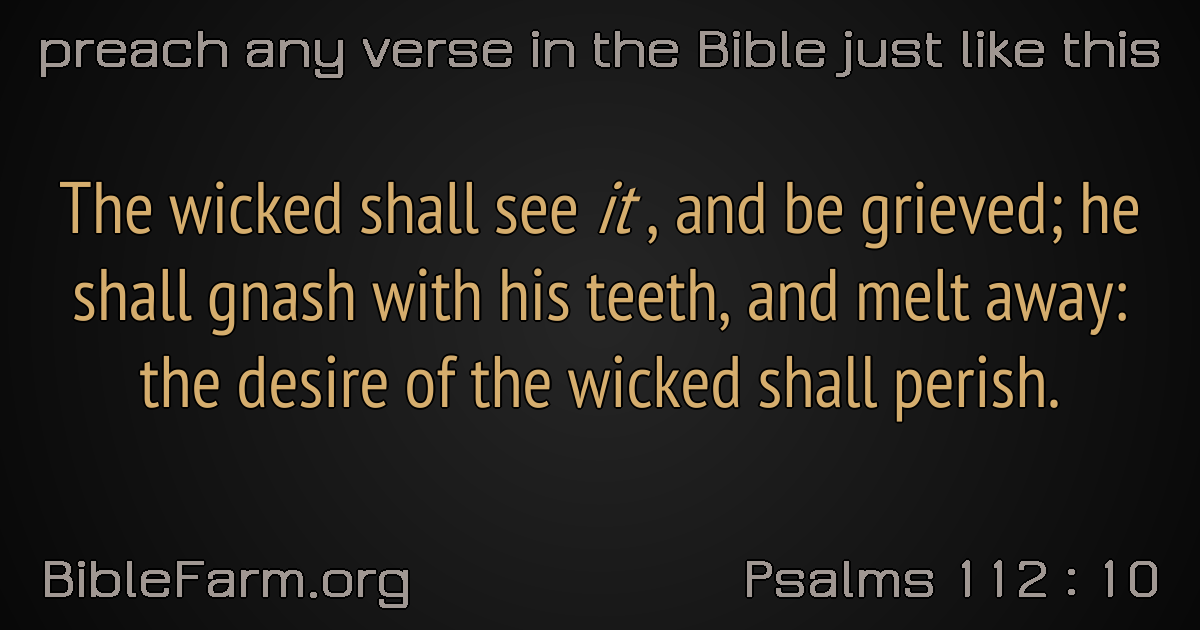 preach any verse in the Bible just like this
The wicked shall see it , and be grieved; he
shall gnash with his teeth, and melt away:
the desire of the wicked shall perish.
BibleFarm.org
Psalms 112 : 10